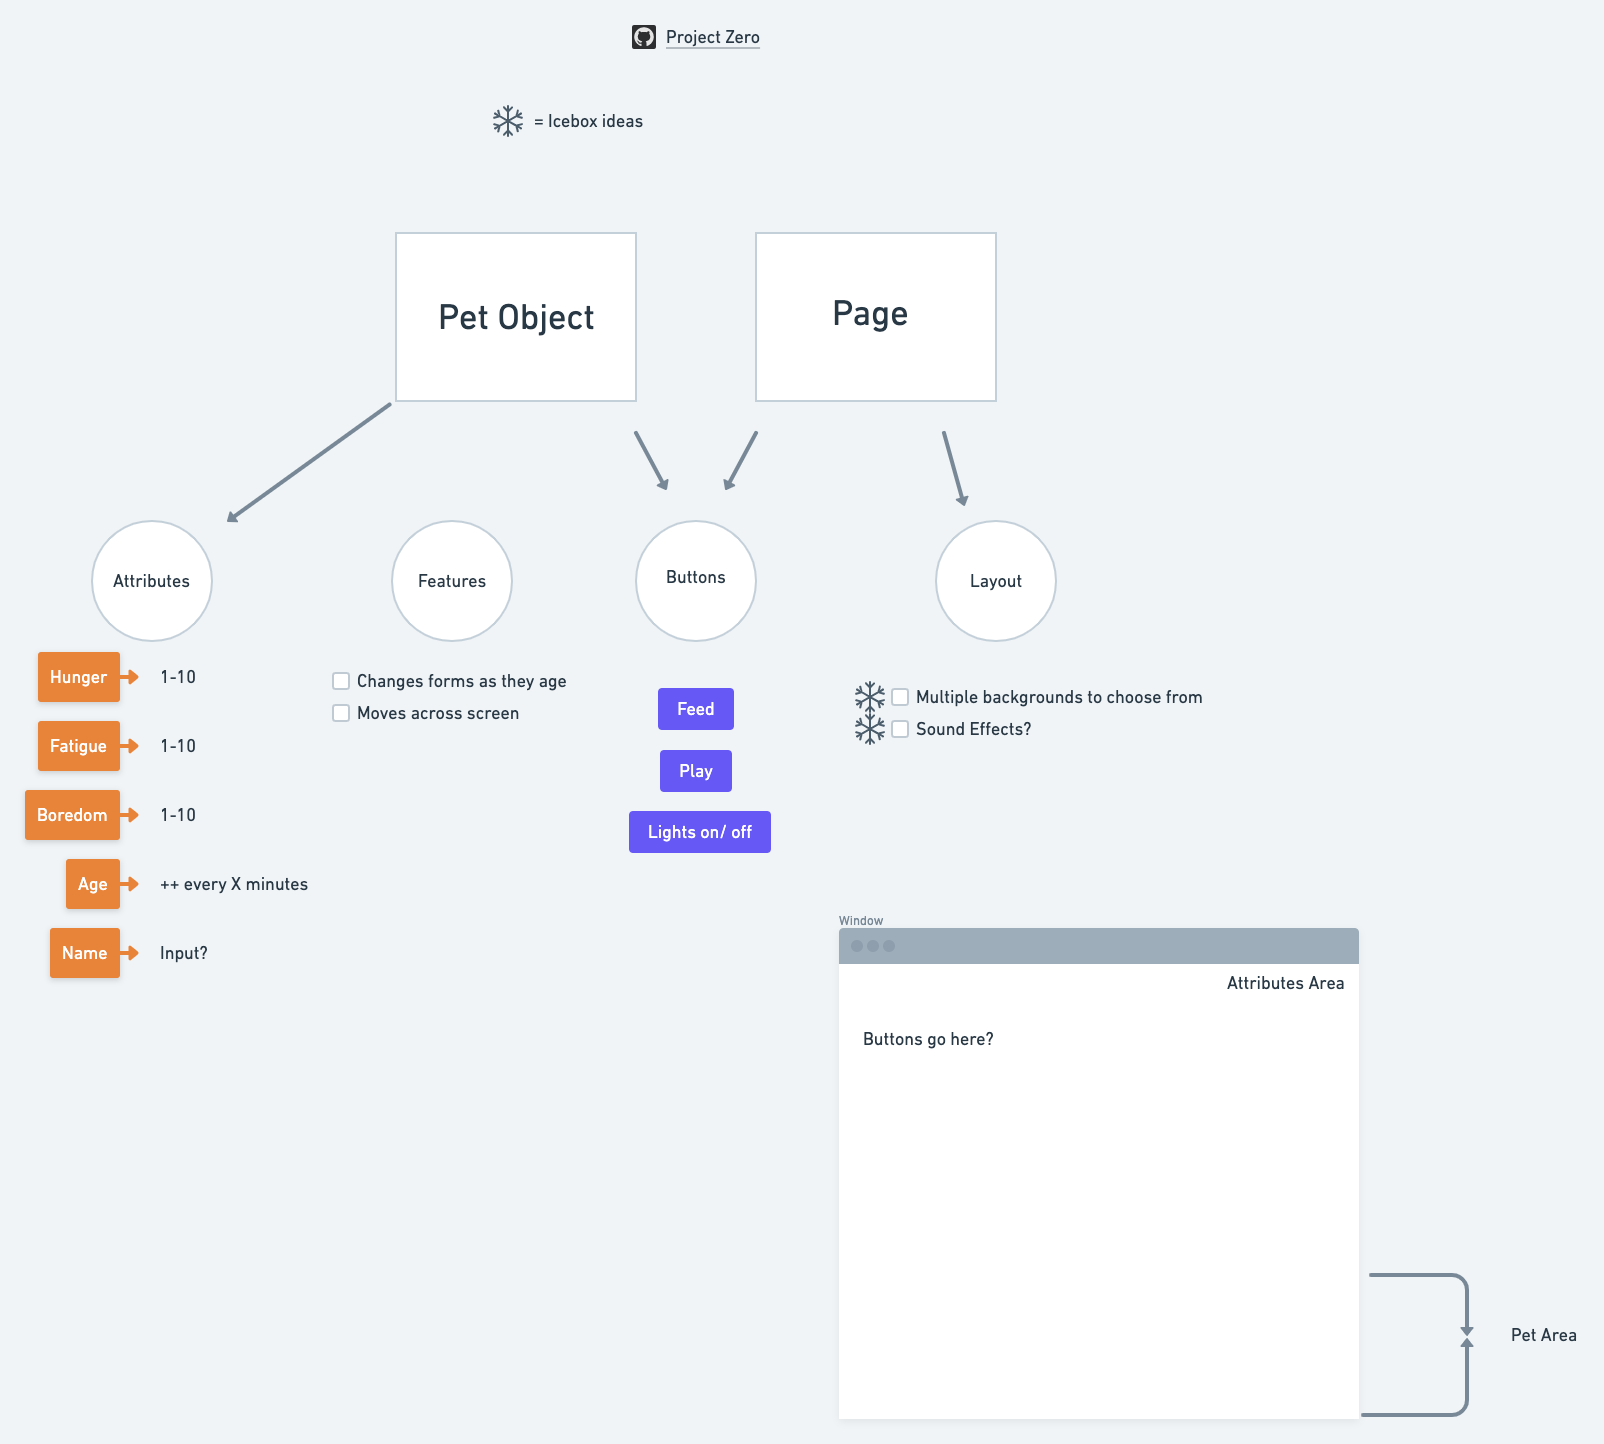 Project Zero
= Icebox ideas
Pet Object
Page
Attributes
Features
Buttons
Layout
Hunger
1-10
Fatigue
1-10
Boredom
1-10
Age
++ every X minutes
Name
Input?
Changes forms as they age
Moves across screen
Feed
Play
Lights on/ off
Multiple backgrounds to choose from
Sound Effects?
Window
Attributes Area
Buttons go here?
Pet Area